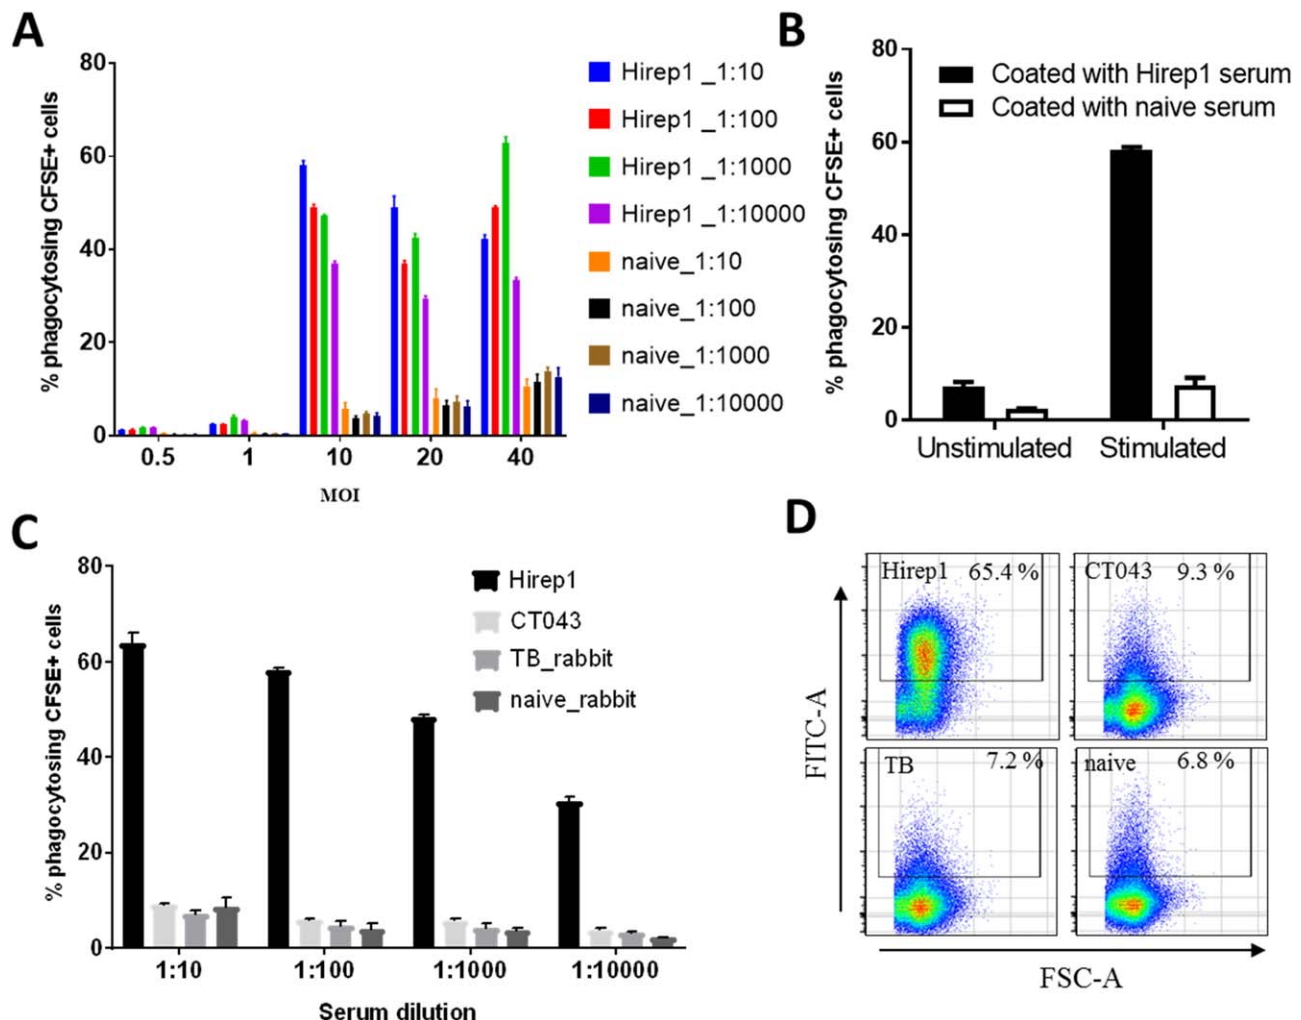 A
% phagocytosing CFSE+ cells
80
60
40
20
0
0.5 1 10 20 40
MOI
Hirep1 _1:10
Hirep1 _1:100
Hirep1 _1:1000
Hirep1 _1:10000
naive_1:10
naive_1:100
naive_1:1000
naive_1:10000
B
% phagocytosing CFSE+ cells
80
60
40
20
0
Coated with Hirep1 serum
Coated with naive serum
Unstimulated Stimulated
C
% phagocytosing CFSE+ cells
80
60
40
20
0
Hirep1
CT043
TB_rabbit
naive_rabbit
1:10 1:100 1:1000 1:10000
Serum dilution
D
FITC-A
Hirep1 65.4 %
CT043 9.3 %
TB 7.2 %
naive 6.8 %
FSC-A